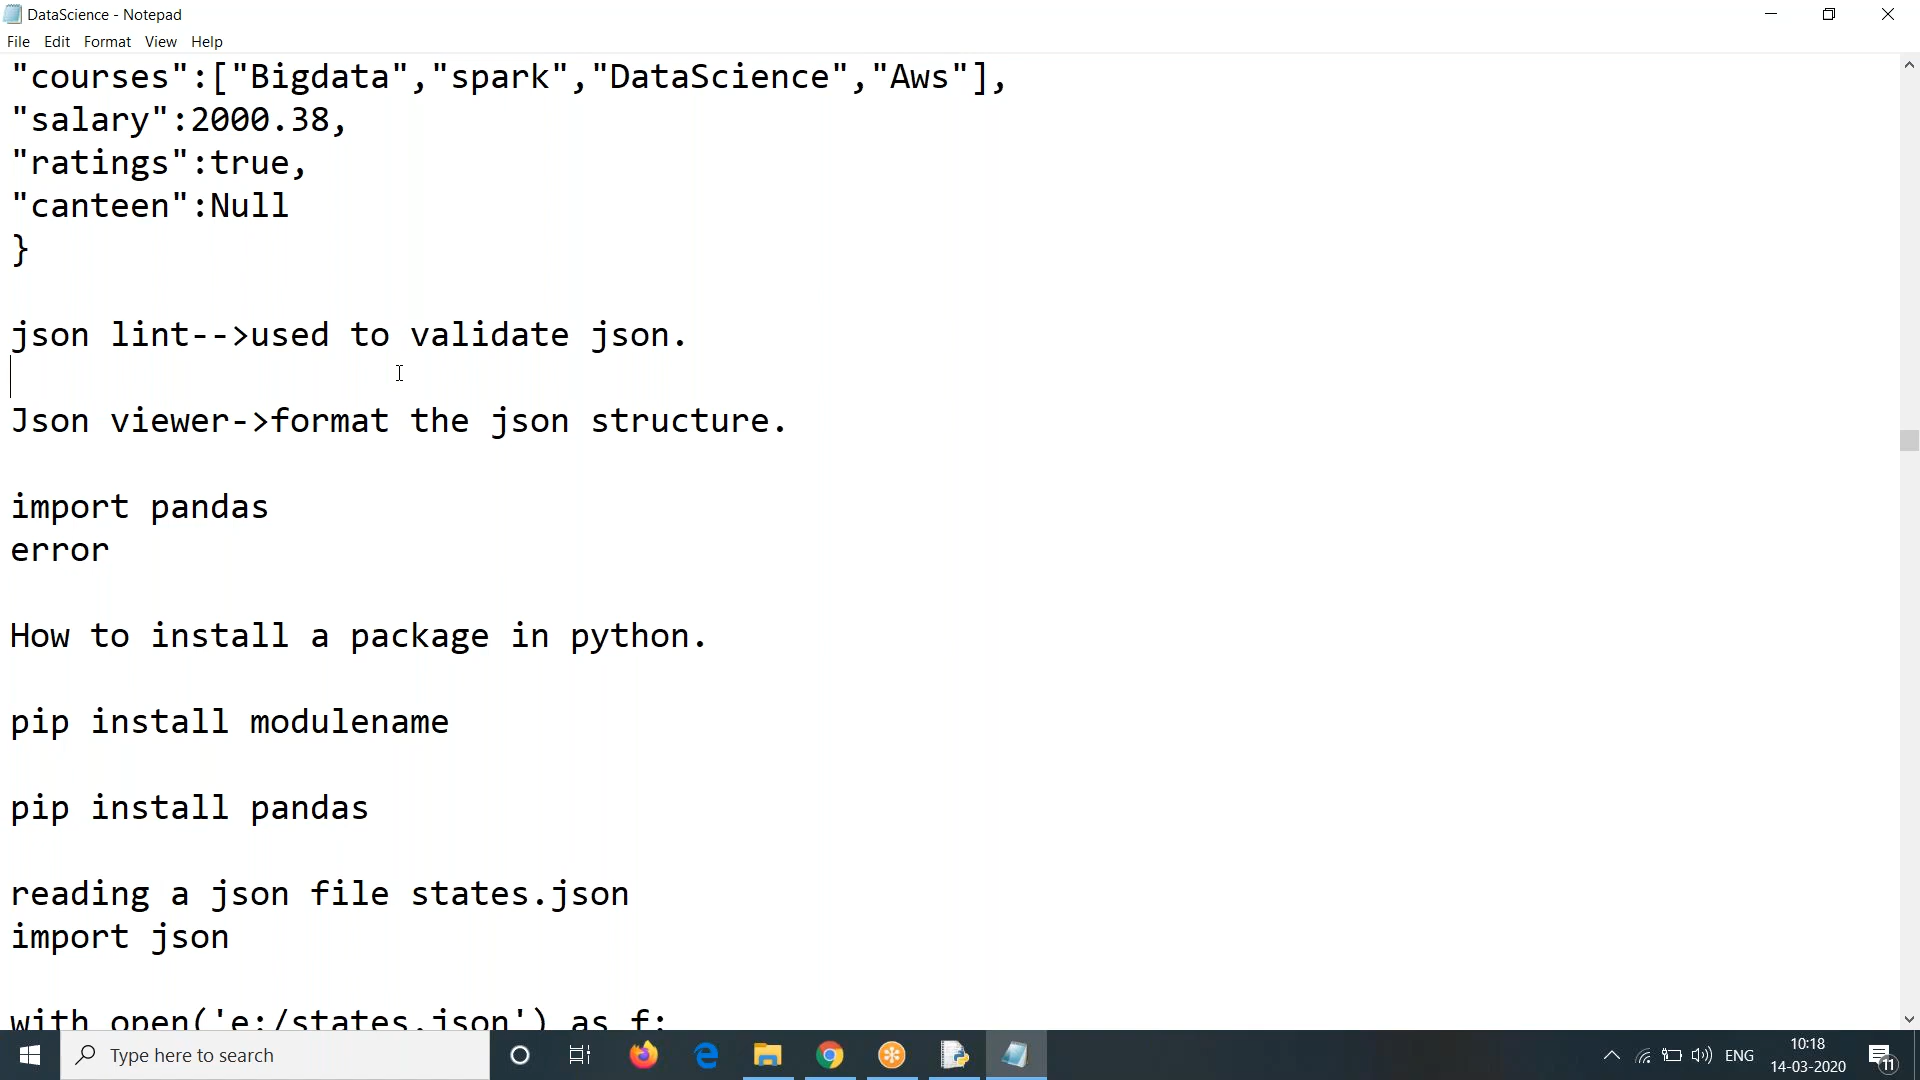 DataScience - Notepad
File Edit Format View Help
"courses":["Bigdata","spark","DataScience","Aws"],
"salary":2000.38,
"ratings":true,
"canteen":Null
}
json lint-->used to validate json.
Json viewer->format the json structure.
import pandas
error
How to install a package in python.
pip install modulename
pip install pandas
reading a json file states.json
import json
with open('e:/states.json') as f:
Type here to search
ENG
10:18
14-03-2020
11